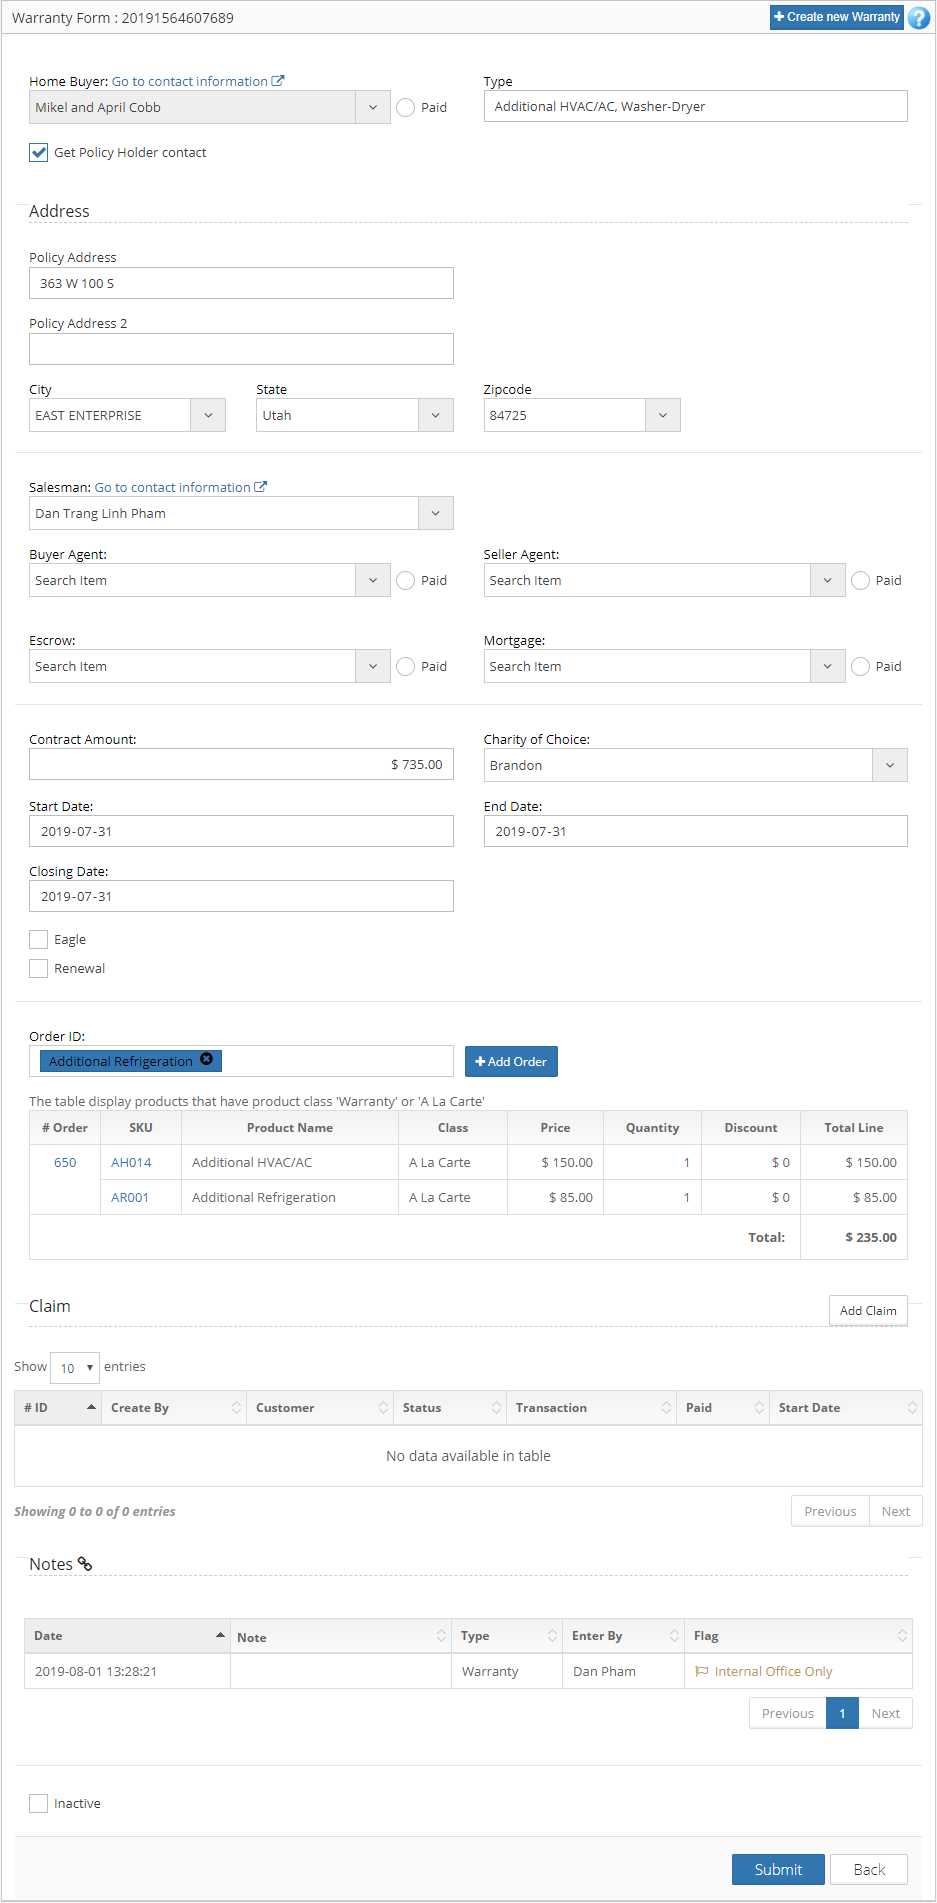 Warranty Form : 20191564607689
Create new Warranty
?
Home Buyer: Go to contact information
Type
Mikel and April Cobb
Paid
Additional HVAC/AC, Washer-Dryer
Get Policy Holder contact
Address
Policy Address
363 W 100 S
Policy Address 2
City
State
Zipcode
EAST ENTERPRISE
Utah
84725
Salesman: Go to contact information
Dan Trang Linh Pham
Buyer Agent:
Seller Agent:
Search Item
Paid
Search Item
Paid
Escrow:
Mortgage:
Search Item
Paid
Search Item
Paid
Contract Amount:
Charity of Choice:
$ 735.00
Brandon
Start Date:
End Date:
2019-07-31
2019-07-31
Closing Date:
2019-07-31
Eagle
Renewal
Order ID:
Additional Refrigeration
Add Order
The table display products that have product class 'Warranty' or 'A La Carte'
# Order SKU Product Name Class Price Quantity Discount Total Line
650 AH014 Additional HVAC/AC A La Carte $ 150.00 1 $ 0 $ 150.00
AR001 Additional Refrigeration A La Carte $ 85.00 1 $ 0 $ 85.00
Total: $ 235.00
Claim
Add Claim
Show 10 entries
# ID Create By Customer Status Transaction Paid Start Date
No data available in table
Showing 0 to 0 of 0 entries
Previous Next
Notes
Date Note Type Enter By Flag
2019-08-01 13:28:21 Warranty Dan Pham Internal Office Only
Previous 1 Next
Inactive
Submit Back